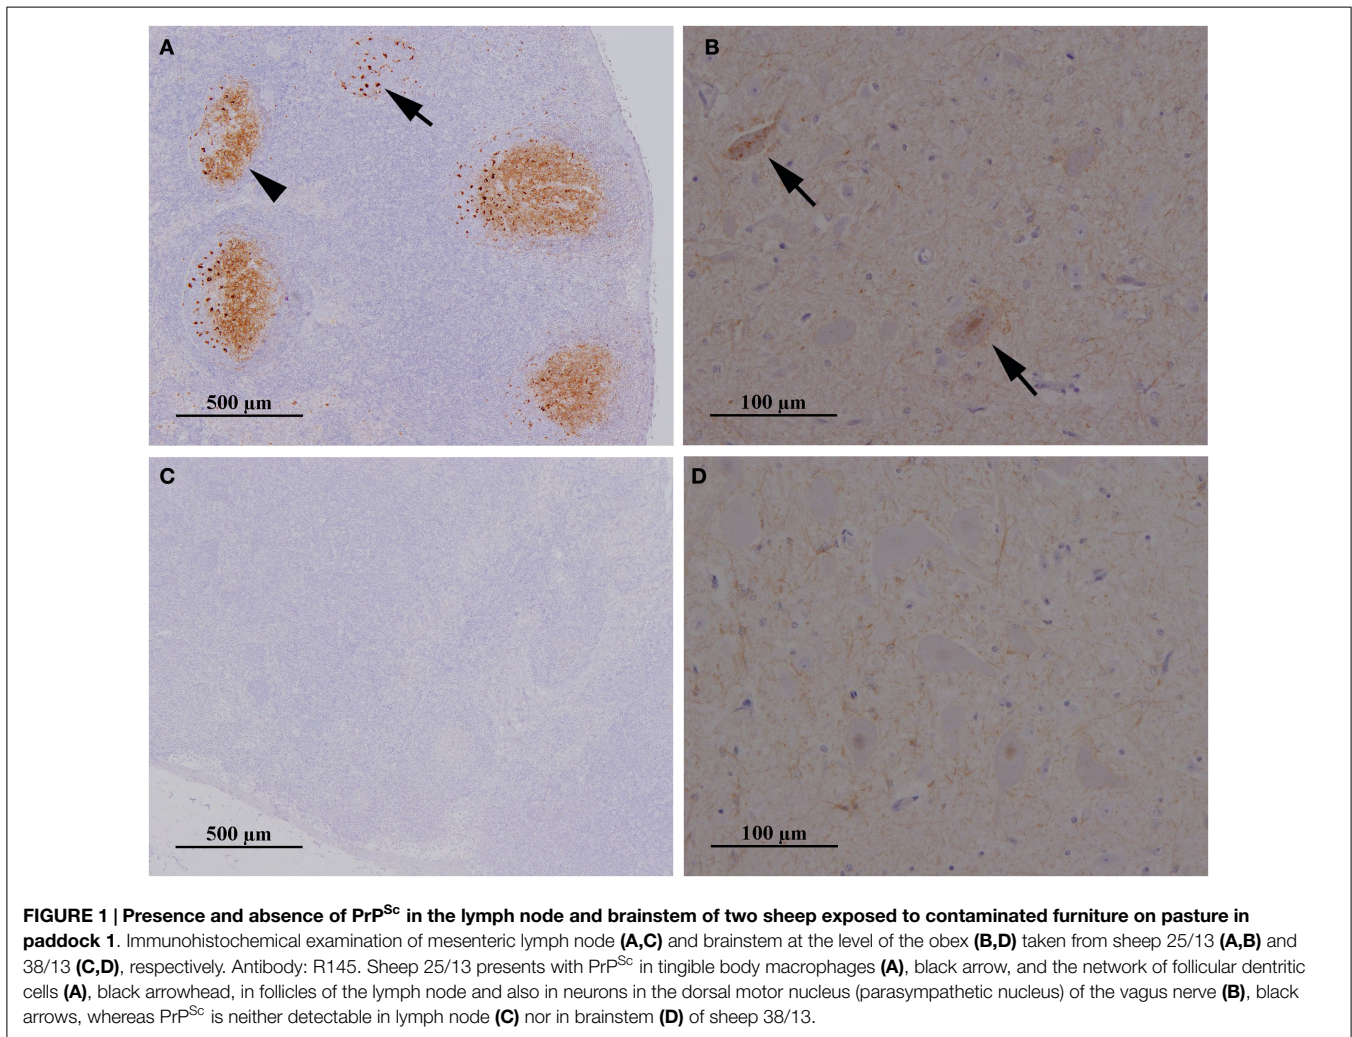 A
B
500 µm
100 µm
C
D
500 µm
100 µm
FIGURE 1 | Presence and absence of PrPSc in the lymph node and brainstem of two sheep exposed to contaminated furniture on pasture in
paddock 1. Immunohistochemical examination of mesenteric lymph node (A,C) and brainstem at the level of the obex (B,D) taken from sheep 25/13 (A,B) and
38/13 (C,D), respectively. Antibody: R145. Sheep 25/13 presents with PrPSc in tingible body macrophages (A), black arrow, and the network of follicular dentritic
cells (A), black arrowhead, in follicles of the lymph node and also in neurons in the dorsal motor nucleus (parasympathetic nucleus) of the vagus nerve (B), black
arrows, whereas PrPSc is neither detectable in lymph node (C) nor in brainstem (D) of sheep 38/13.